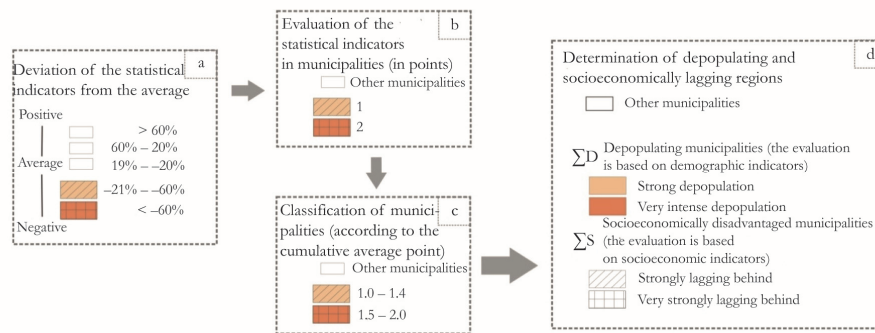 a
Deviation of the statistical
indicators from the average
Positive
> 60%
60% – 20%
Average
19% – –20%
–21% – –60%
< –60%
Negative
b
Evaluation of the
statistical indicators
in municipalities (in points)
Other municipalities
1
2
c
Classification of munici-
palities (according to the
cumulative average point)
Other municipalities
1.0 – 1.4
1.5 – 2.0
d
Determination of depopulating and
socioeconomically lagging regions
Other municipalities
∑D Depopulating municipalities (the evaluation
is based on demographic indicators)
Strong depopulation
Very intense depopulation
Socioeconomically disadvantaged municipalities
∑S (the evaluation is based
on socioeconomic indicators)
Strongly lagging behind
Very strongly lagging behind